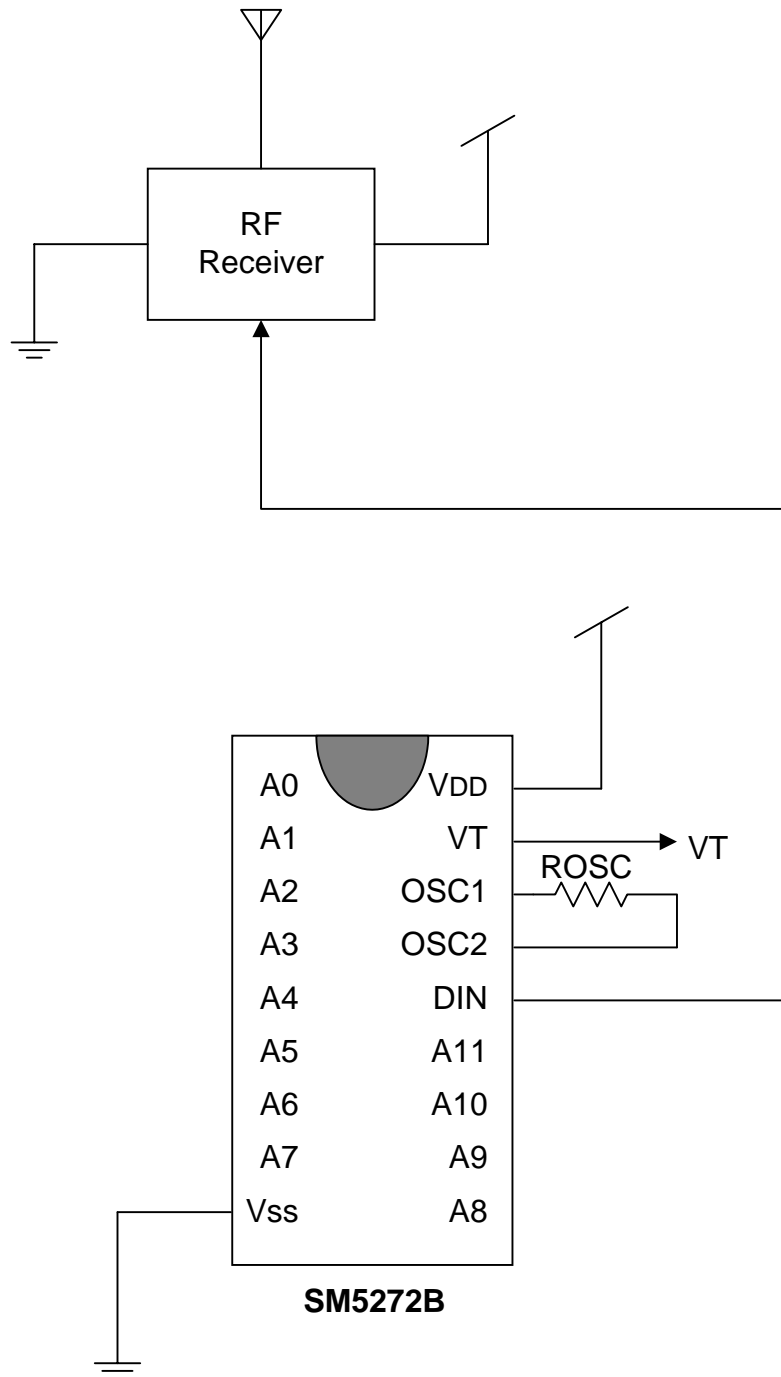 RF
Receiver
A0
VDD
A1
VT
VT
ROSC
A2
OSC1
A3
OSC2
A4
DIN
A5
A11
A6
A10
A7
A9
Vss
A8
SM5272B